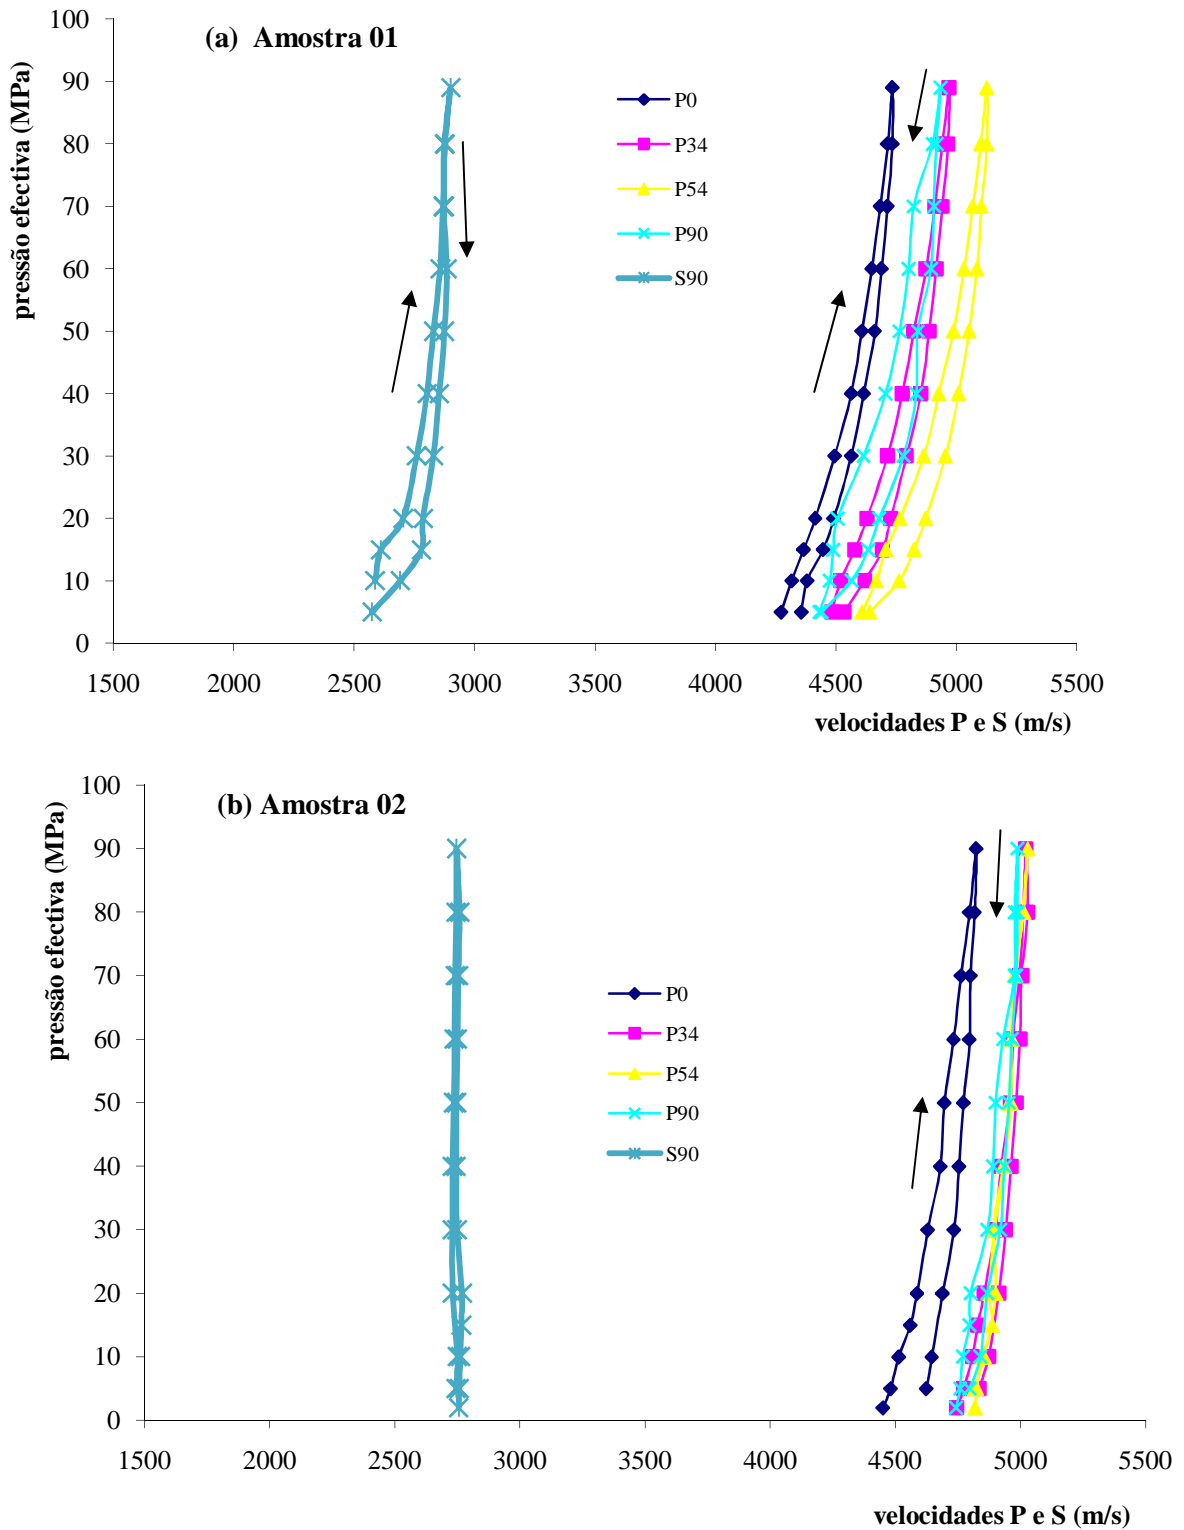 (a) Amostra 01
pressão efectiva (MPa)
100
90
80
70
60
50
40
30
20
10
0
P0
P34
P54
P90
S90
1500 2000 2500 3000 3500 4000 4500 5000 5500
velocidades P e S (m/s)
(b) Amostra 02
pressão efectiva (MPa)
100
90
80
70
60
50
40
30
20
10
0
P0
P34
P54
P90
S90
1500 2000 2500 3000 3500 4000 4500 5000 5500
velocidades P e S (m/s)